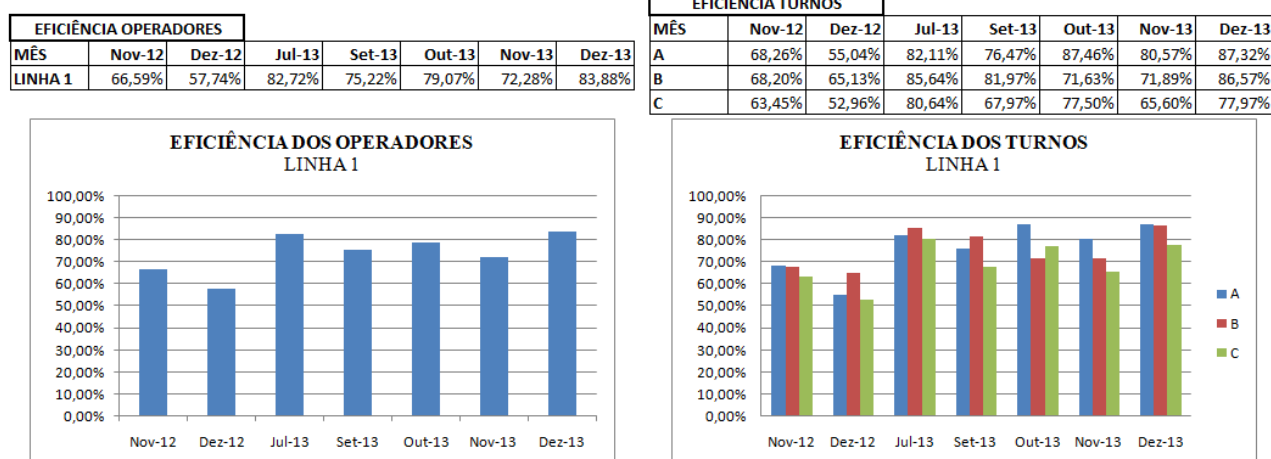 EFICIÊNCIA OPERADORES
MÊS Nov-12 Dez-12 Jul-13 Set-13 Out-13 Nov-13 Dez-13
LINHA 1 66,59% 57,74% 82,72% 75,22% 79,07% 72,28% 83,88%
EFICIÊNCIA TURNOS
MÊS Nov-12 Dez-12 Jul-13 Set-13 Out-13 Nov-13 Dez-13
A 68,26% 55,04% 82,11% 76,47% 87,46% 80,57% 87,32%
B 68,20% 65,13% 85,64% 81,97% 71,63% 71,89% 86,57%
C 63,45% 52,96% 80,64% 67,97% 77,50% 65,60% 77,97%
EFICIÊNCIA DOS OPERADORES
LINHA 1
100,00%
90,00%
80,00%
70,00%
60,00%
50,00%
40,00%
30,00%
20,00%
10,00%
0,00%
Nov-12 Dez-12 Jul-13 Set-13 Out-13 Nov-13 Dez-13
EFICIÊNCIA DOS TURNOS
LINHA 1
100,00%
90,00%
80,00%
70,00%
60,00%
50,00%
40,00%
30,00%
20,00%
10,00%
0,00%
Nov-12 Dez-12 Jul-13 Set-13 Out-13 Nov-13 Dez-13
A
B
C